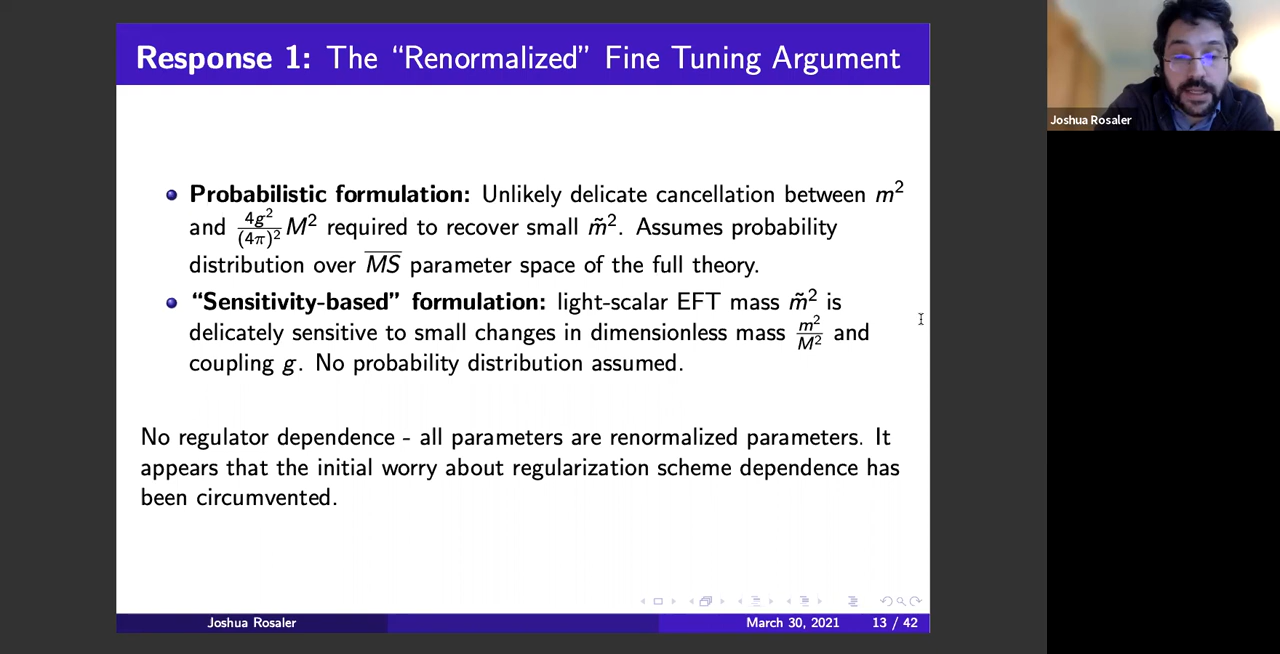 Response 1: The “Renormalized” Fine Tuning Argument
Joshua Rosaler
Probabilistic formulation: Unlikely delicate cancellation between m²
and 4g²/(4π)² M² required to recover small m̃². Assumes probability
distribution over M̅S̅ parameter space of the full theory.
“Sensitivity-based” formulation: light-scalar EFT mass m̃² is
delicately sensitive to small changes in dimensionless mass m²/M² and
coupling g. No probability distribution assumed.
No regulator dependence - all parameters are renormalized parameters. It
appears that the initial worry about regularization scheme dependence has
been circumvented.
Joshua Rosaler March 30, 2021 13 / 42